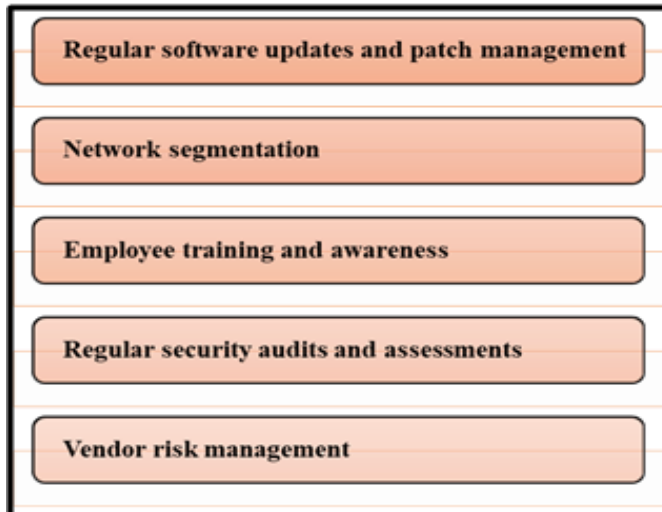 Regular software updates and patch management
Network segmentation
Employee training and awareness
Regular security audits and assessments
Vendor risk management